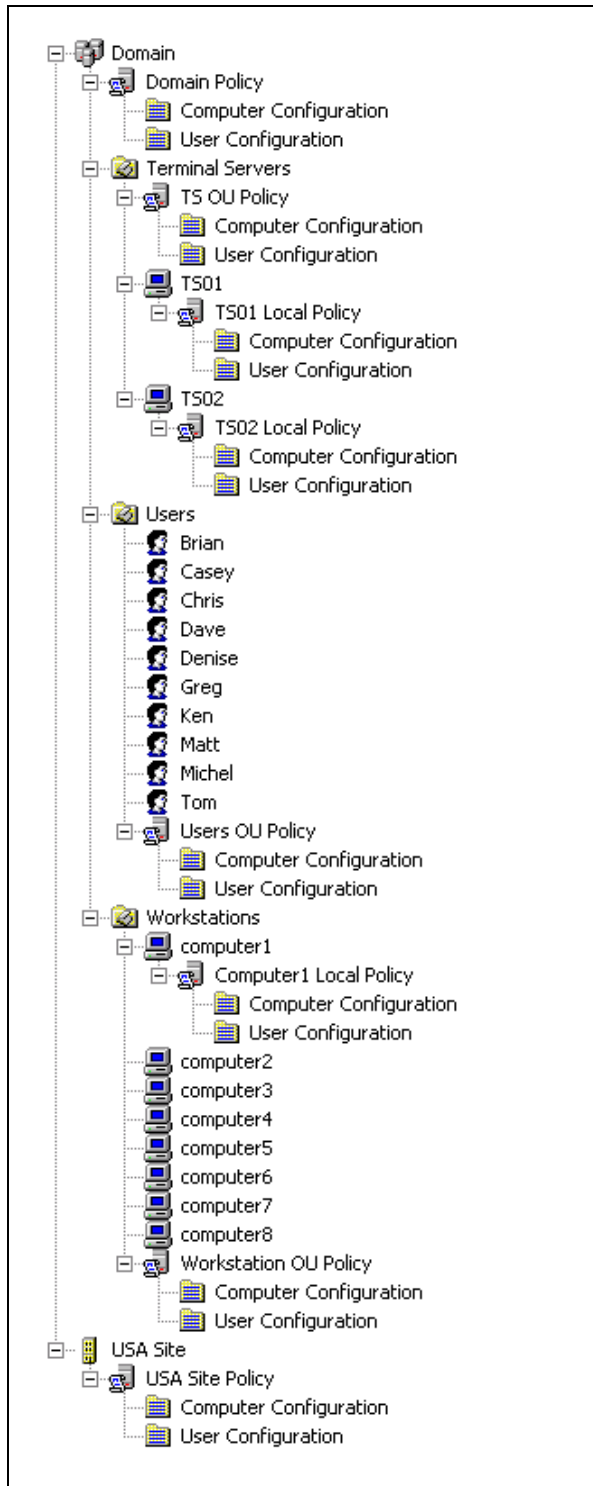 Domain
Domain Policy
Computer Configuration
User Configuration
Terminal Servers
TS OU Policy
Computer Configuration
User Configuration
TS01
TS01 Local Policy
Computer Configuration
User Configuration
TS02
TS02 Local Policy
Computer Configuration
User Configuration
Users
Brian
Casey
Chris
Dave
Denise
Greg
Ken
Matt
Michel
Tom
Users OU Policy
Computer Configuration
User Configuration
Workstations
computer1
Computer1 Local Policy
Computer Configuration
User Configuration
computer2
computer3
computer4
computer5
computer6
computer7
computer8
Workstation OU Policy
Computer Configuration
User Configuration
USA Site
USA Site Policy
Computer Configuration
User Configuration